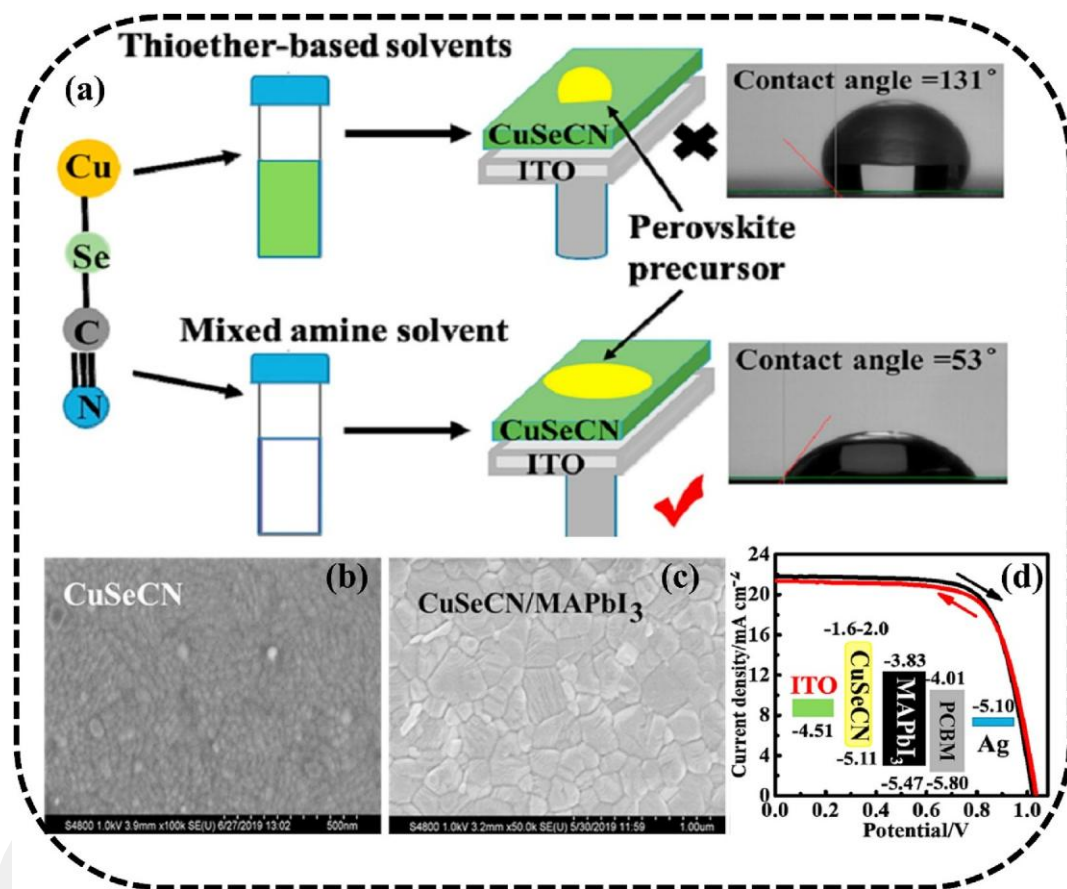 Thioether-based solvents
(a)
Contact angle =131°
Cu
Se
C
N
CuSeCN
ITO
Perovskite
precursor
Mixed amine solvent
Contact angle =53°
CuSeCN
ITO
(b)
CuSeCN
S4800 1.0kV 3.9mm x100k SE(U) 6/27/2019 13:02
500nm
(c)
CuSeCN/MAPbI3
S4800 1.0kV 3.2mm x50.0k SE(U) 5/30/2019 11:59
1.00um
(d)
Current density/mA cm-2
24
20
16
12
8
4
0
-1.6-2.0
-3.83
-4.01
ITO
-4.51
CuSeCN
MAPbI3
PCBM
-5.10
Ag
-5.11
-5.47
-5.80
0.0 0.2 0.4 0.6 0.8 1.0
Potential/V